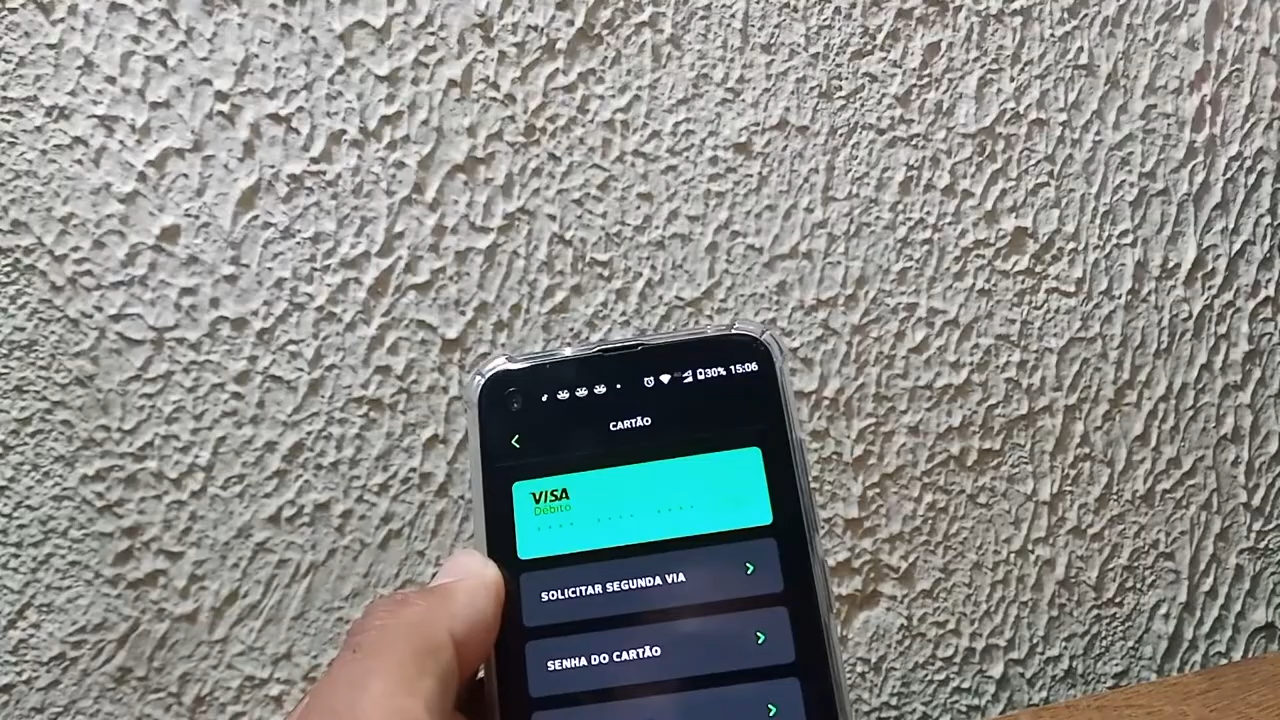 30% 15:06
CARTÃO
VISA
Débito
SOLICITAR SEGUNDA VIA
SENHA DO CARTÃO